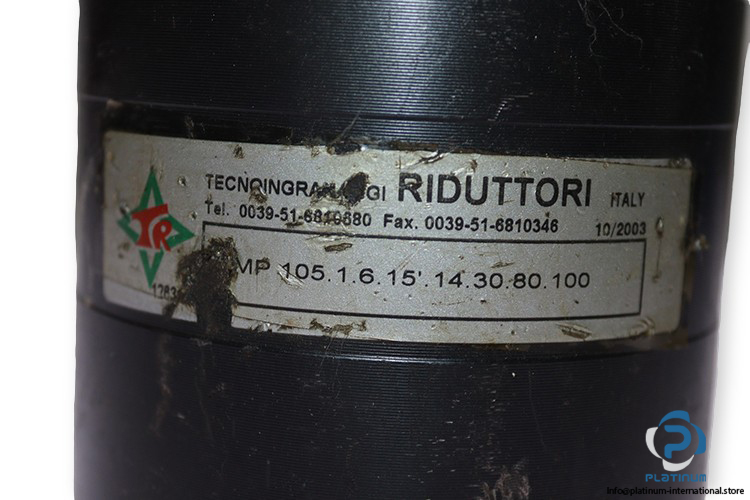 TR
RIDUTTORI ITALY
Tel. 0039-51-6810680 Fax. 0039-51-6810346 10/2003
MP 105.1.6.15'.14.30.80.100
P
PLATINUM
Info@platinum-international.store